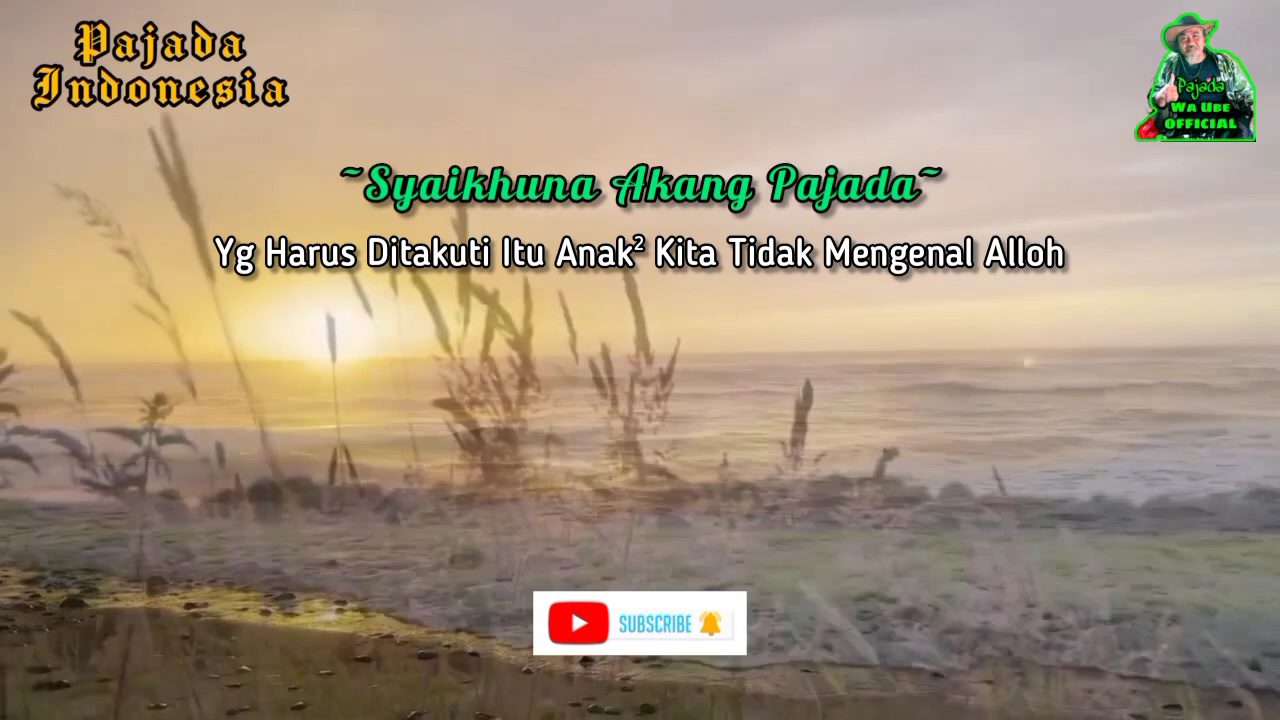 Pajada
Indonesia
Pajada
Wa Ube
OFFICIAL
~Syaikhuna Akang Pajada~
Yg Harus Ditakuti Itu Anak² Kita Tidak Mengenal Alloh
SUBSCRIBE